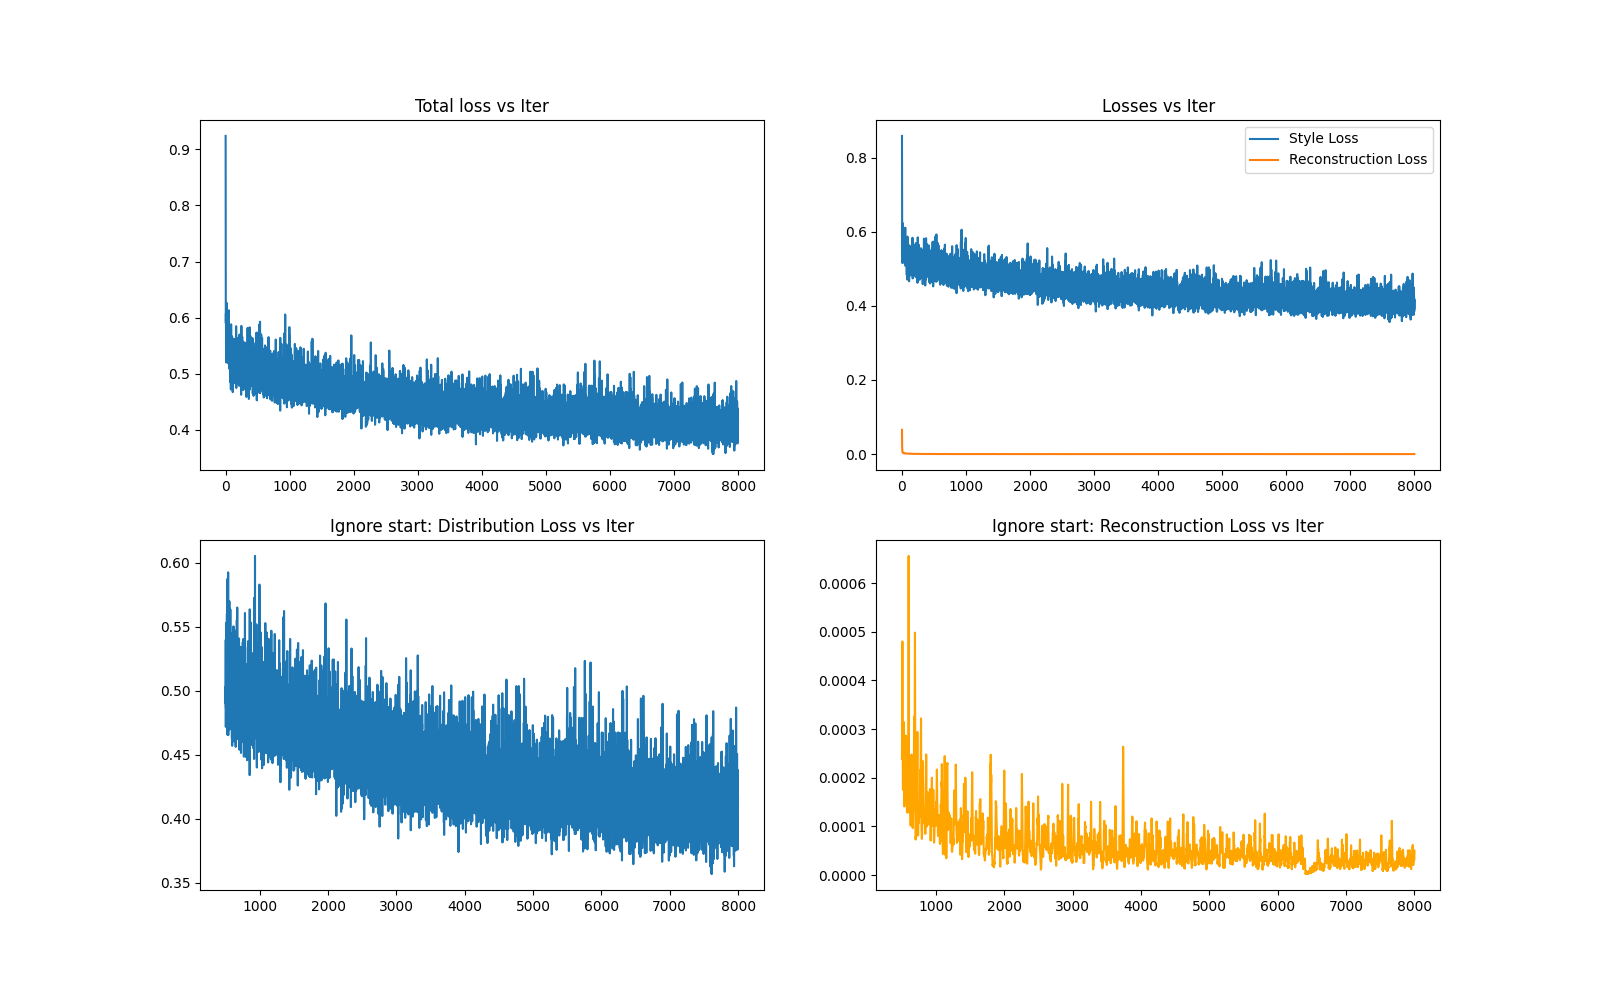 Total loss vs Iter
0.9
0.8
0.7
0.6
0.5
0.4
0 1000 2000 3000 4000 5000 6000 7000 8000
Losses vs Iter
Style Loss
Reconstruction Loss
0.8
0.6
0.4
0.2
0.0
0 1000 2000 3000 4000 5000 6000 7000 8000
Ignore start: Distribution Loss vs Iter
0.60
0.55
0.50
0.45
0.40
0.35
1000 2000 3000 4000 5000 6000 7000 8000
Ignore start: Reconstruction Loss vs Iter
0.0006
0.0005
0.0004
0.0003
0.0002
0.0001
0.0000
1000 2000 3000 4000 5000 6000 7000 8000